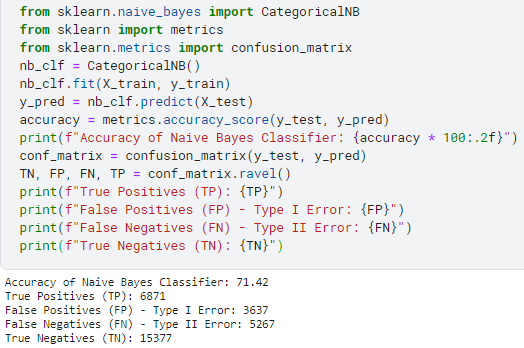 from sklearn.naive_bayes import CategoricalNB
from sklearn import metrics
from sklearn.metrics import confusion_matrix
nb_clf = CategoricalNB()
nb_clf.fit(X_train, y_train)
y_pred = nb_clf.predict(X_test)
accuracy = metrics.accuracy_score(y_test, y_pred)
print(f"Accuracy of Naive Bayes Classifier: {accuracy * 100:.2f}")
conf_matrix = confusion_matrix(y_test, y_pred)
TN, FP, FN, TP = conf_matrix.ravel()
print(f"True Positives (TP): {TP}")
print(f"False Positives (FP) - Type I Error: {FP}")
print(f"False Negatives (FN) - Type II Error: {FN}")
print(f"True Negatives (TN): {TN}")
Accuracy of Naive Bayes Classifier: 71.42
True Positives (TP): 6871
False Positives (FP) - Type I Error: 3637
False Negatives (FN) - Type II Error: 5267
True Negatives (TN): 15377